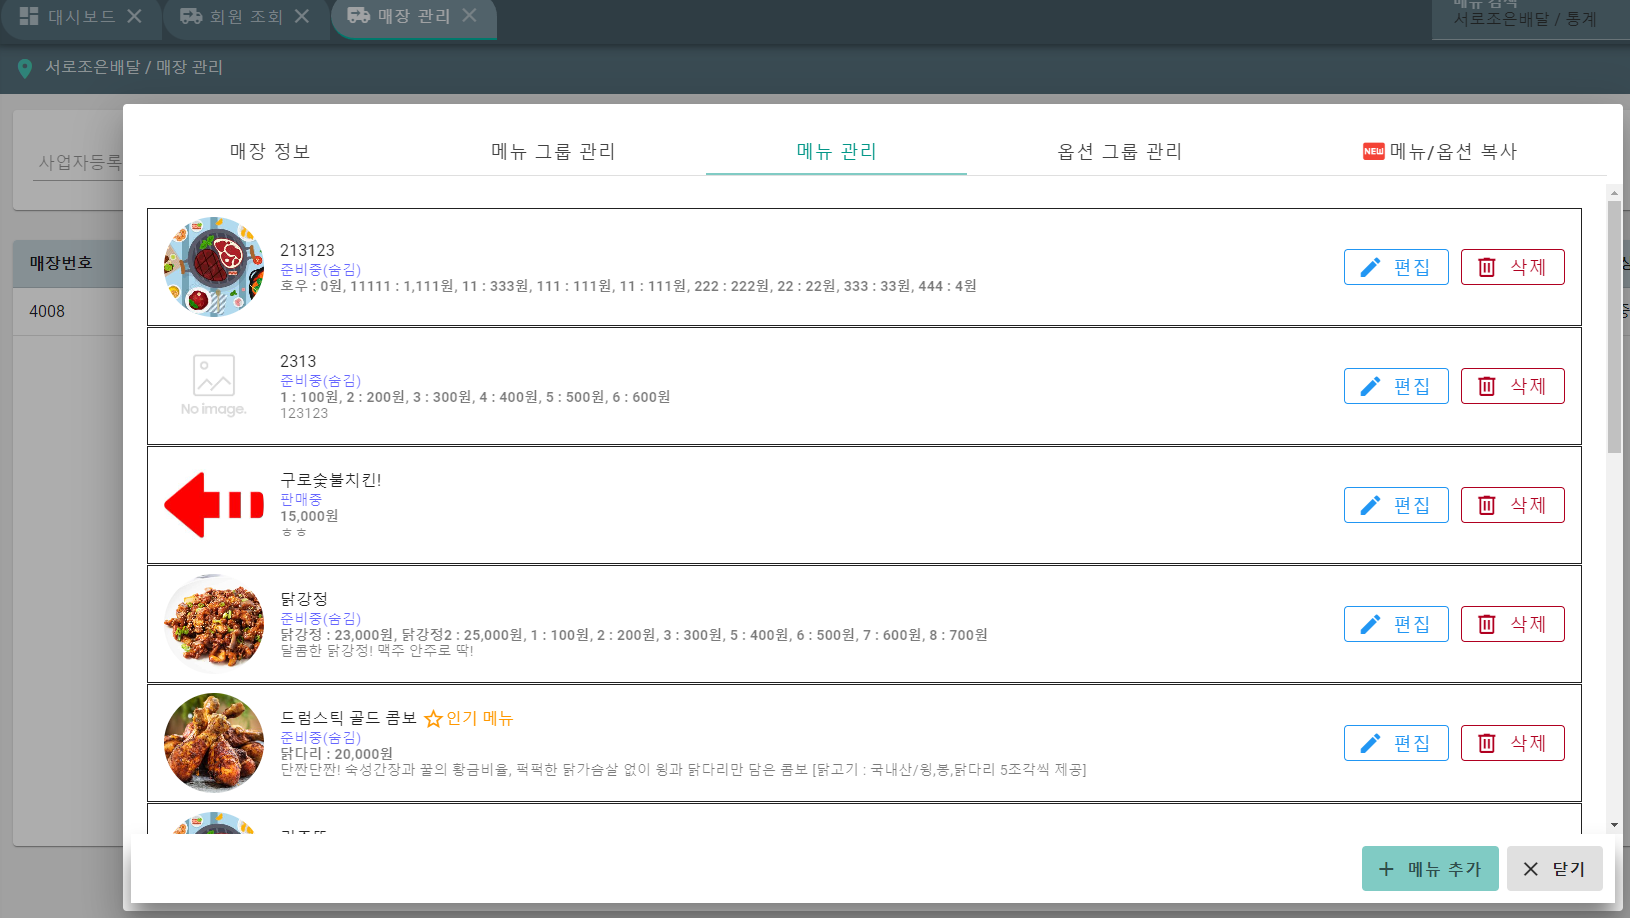 대시보드
회원 조회
매장 관리
메뉴 검색
서로조은배달 / 통계
서로조은배달 / 매장 관리
사업자등록
매장번호
4008
매장 정보
메뉴 그룹 관리
메뉴 관리
옵션 그룹 관리
NEW 메뉴/옵션 복사
213123
준비중(숨김)
호우 : 0원, 11111 : 1,111원, 11 : 333원, 111 : 111원, 11 : 111원, 222 : 222원, 22 : 22원, 333 : 33원, 444 : 4원
편집
삭제
No image.
2313
준비중(숨김)
1 : 100원, 2 : 200원, 3 : 300원, 4 : 400원, 5 : 500원, 6 : 600원
123123
편집
삭제
구로숯불치킨!
판매중
15,000원
ㅎㅎ
편집
삭제
닭강정
준비중(숨김)
닭강정 : 23,000원, 닭강정2 : 25,000원, 1 : 100원, 2 : 200원, 3 : 300원, 5 : 400원, 6 : 500원, 7 : 600원, 8 : 700원
달콤한 닭강정! 맥주 안주로 딱!
편집
삭제
드럼스틱 골드 콤보 인기 메뉴
준비중(숨김)
닭다리 : 20,000원
단짠단짠! 숙성간장과 꿀의 황금비율, 퍽퍽한 닭가슴살 없이 윙과 닭다리만 담은 콤보 [닭고기 : 국내산/윙,봉,닭다리 5조각씩 제공]
편집
삭제
메뉴 추가
닫기